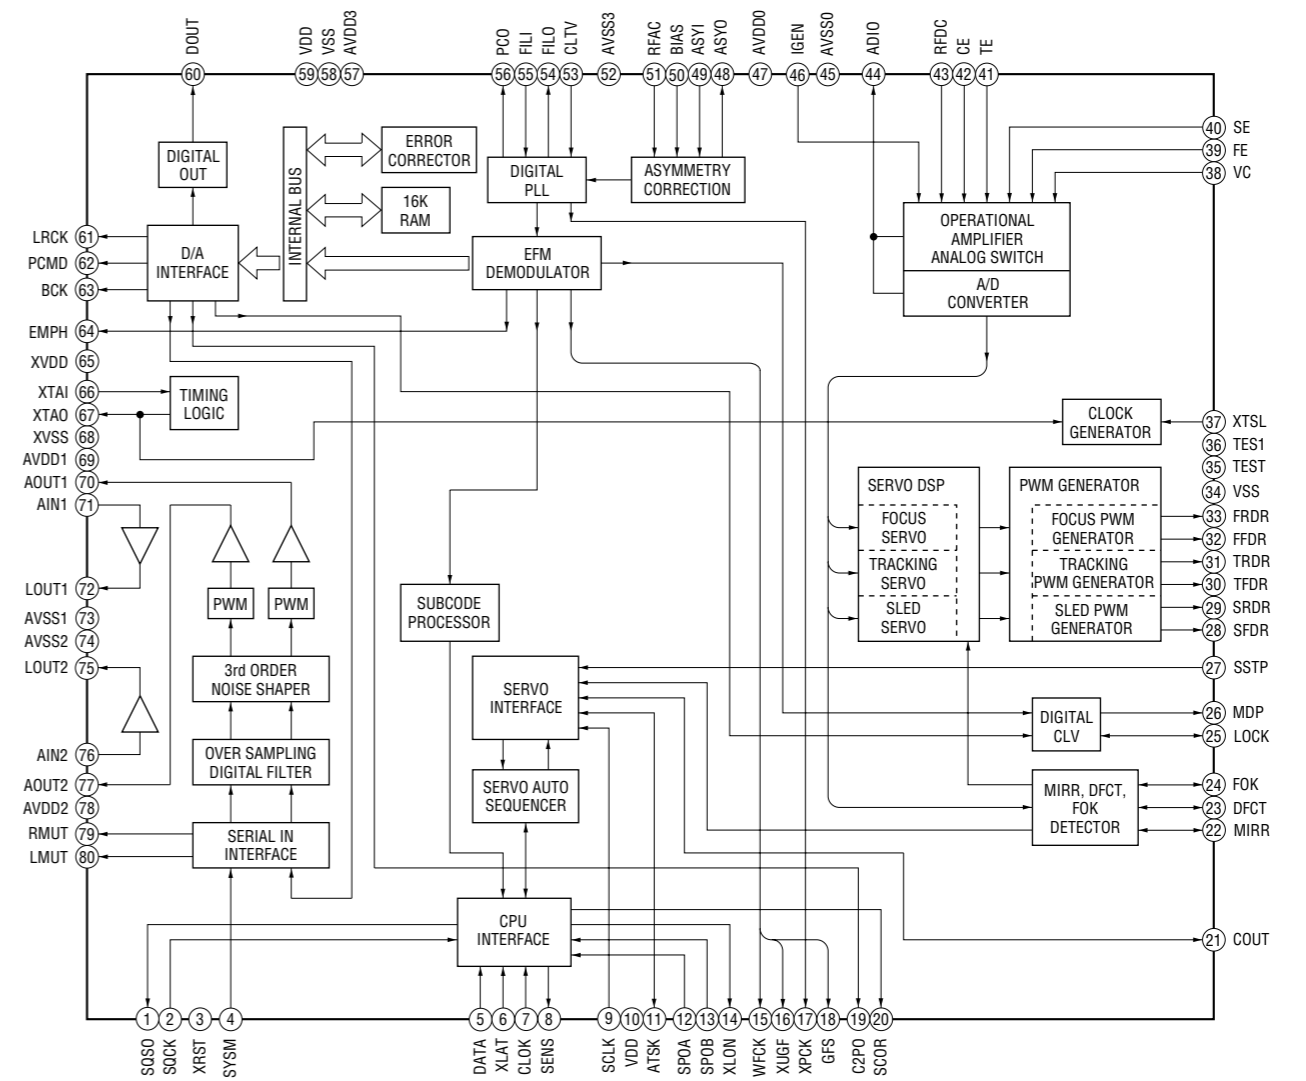 DOUT
VDD
VSS
AVDD3
PCO
FILI
FILO
CLTV
AVSS3
RFAC
BIAS
ASYI
ASYO
AVDD0
IGEN
AVSS0
ADIO
RFDC
CE
TE
60
59
58
57
56
55
54
53
52
51
50
49
48
47
46
45
44
43
42
41
40 SE
39 FE
38 VC
DIGITAL
OUT
INTERNAL BUS
ERROR
CORRECTOR
16K
RAM
DIGITAL
PLL
ASYMMETRY
CORRECTION
OPERATIONAL
AMPLIFIER
ANALOG SWITCH
A/D
CONVERTER
LRCK 61
PCMD 62
BCK 63
D/A
INTERFACE
EFM
DEMODULATOR
EMPH 64
XVDD 65
XTAI 66
XTAO 67
XVSS 68
AVDD1 69
AOUT1 70
AIN1 71
TIMING
LOGIC
CLOCK
GENERATOR
37 XTSL
36 TES1
35 TEST
34 VSS
33 FRDR
32 FFDR
31 TRDR
30 TFDR
29 SRDR
28 SFDR
SERVO DSP
FOCUS
SERVO
TRACKING
SERVO
SLED
SERVO
PWM GENERATOR
FOCUS PWM
GENERATOR
TRACKING
PWM GENERATOR
SLED PWM
GENERATOR
LOUT1 72
AVSS1 73
AVSS2 74
LOUT2 75
PWM
PWM
SUBCODE
PROCESSOR
3rd ORDER
NOISE SHAPER
SERVO
INTERFACE
27 SSTP
26 MDP
25 LOCK
DIGITAL
CLV
AIN2 76
AOUT2 77
AVDD2 78
RMUT 79
LMUT 80
OVER SAMPLING
DIGITAL FILTER
SERVO AUTO
SEQUENCER
MIRR, DFCT,
FOK
DETECTOR
24 FOK
23 DFCT
22 MIRR
SERIAL IN
INTERFACE
CPU
INTERFACE
21 COUT
1
2
3
4
5
6
7
8
9
10
11
12
13
14
15
16
17
18
19
20
SQSO
SQCK
XRST
SYSM
DATA
XLAT
CLOK
SENS
SCLK
VDD
ATSK
SPOA
SPOB
XLON
WFCK
XUGF
XPCK
GFS
C2PO
SCOR